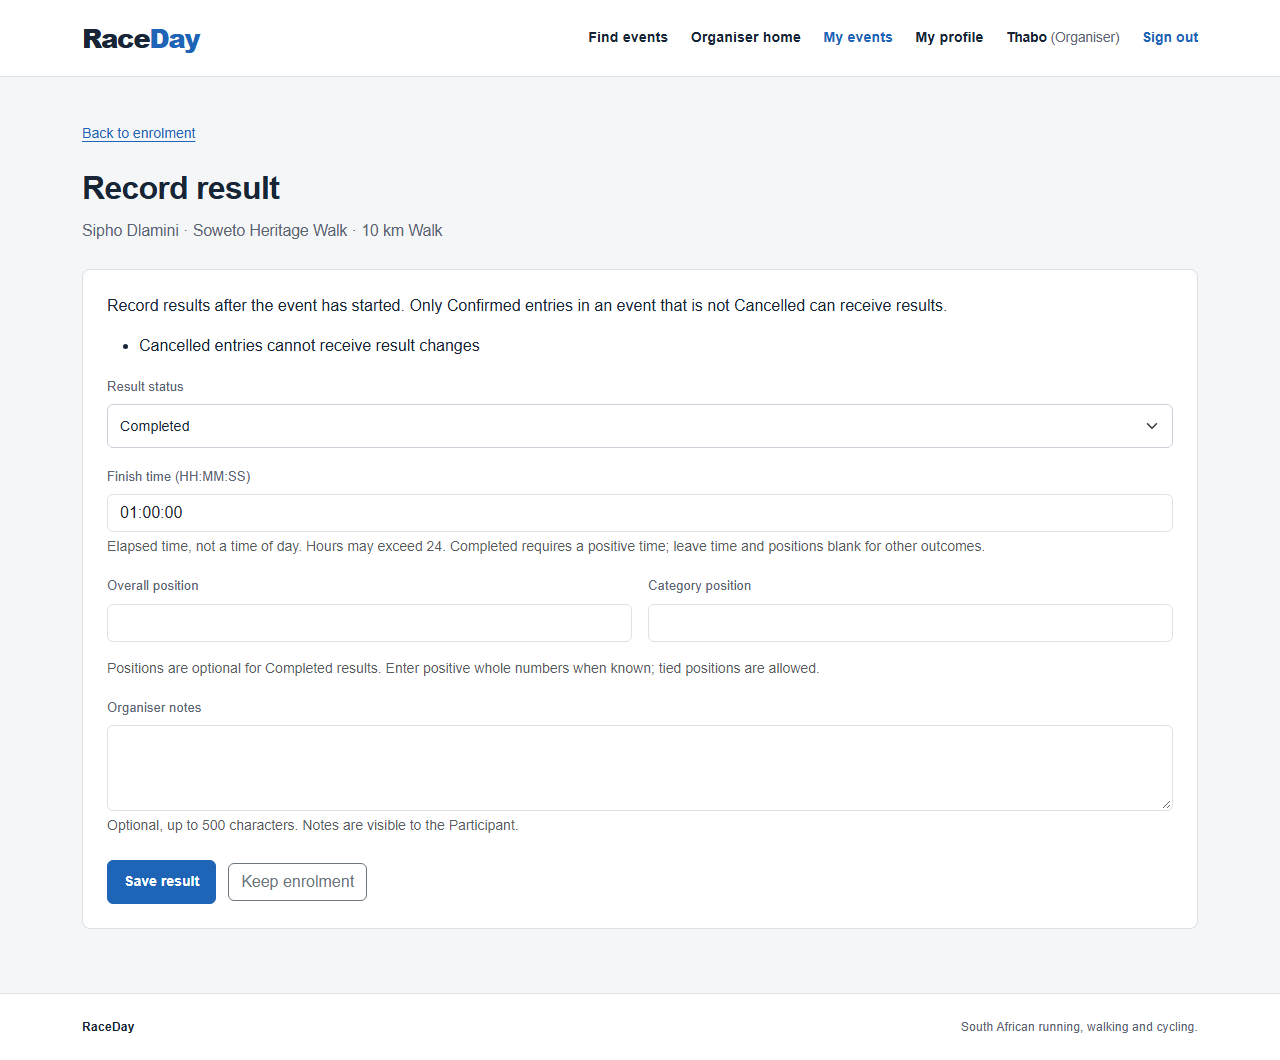 RaceDay
Find events
Organiser home
My events
My profile
Thabo (Organiser)
Sign out
Back to enrolment
Record result
Sipho Dlamini · Soweto Heritage Walk · 10 km Walk
Record results after the event has started. Only Confirmed entries in an event that is not Cancelled can receive results.
• Cancelled entries cannot receive result changes
Result status
Completed
Finish time (HH:MM:SS)
01:00:00
Elapsed time, not a time of day. Hours may exceed 24. Completed requires a positive time; leave time and positions blank for other outcomes.
Overall position
Category position
Positions are optional for Completed results. Enter positive whole numbers when known; tied positions are allowed.
Organiser notes
Optional, up to 500 characters. Notes are visible to the Participant.
Save result
Keep enrolment
RaceDay
South African running, walking and cycling.